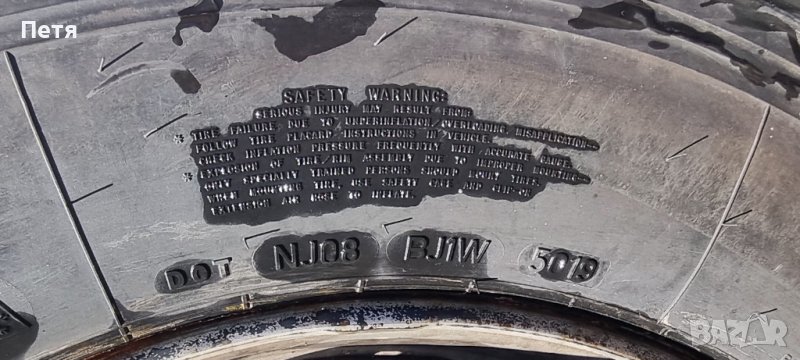 Петя
SAFETY WARNING:
SERIOUS INJURY MAY RESULT FROM:
* TIRE FAILURE DUE TO UNDERINFLATION/OVERLOADING/MISAPPLICATION—
FOLLOW TIRE PLACARD INSTRUCTIONS IN VEHICLE.
CHECK INFLATION PRESSURE FREQUENTLY WITH ACCURATE GAUGE.
* EXPLOSION OF TIRE/RIM ASSEMBLY DUE TO IMPROPER MOUNTING—
ONLY SPECIALLY TRAINED PERSONS SHOULD MOUNT TIRES.
WHEN MOUNTING TIRE, USE SAFETY CAGE AND CLIP-ON
EXTENSION AIR HOSE TO INFLATE.
DOT NJ08 BJ1W 5019
BAZAR